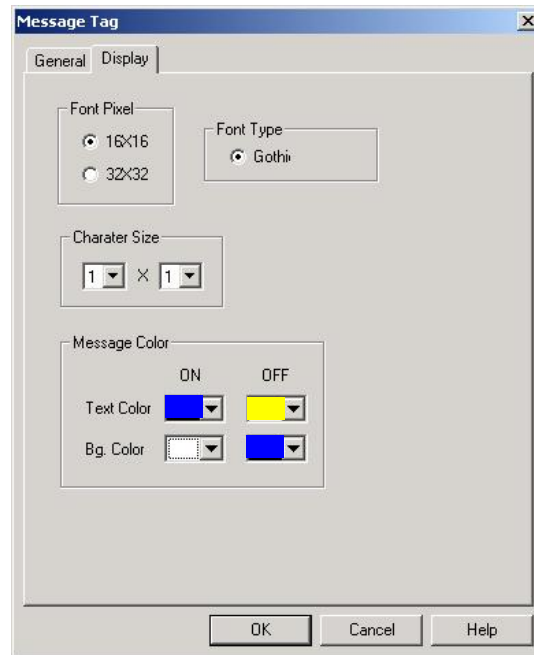 Message Tag
General Display
Font Pixel
16X16
32X32
Font Type
Gothi
Charater Size
1 X 1
Message Color
ON OFF
Text Color
Bg. Color
OK Cancel Help